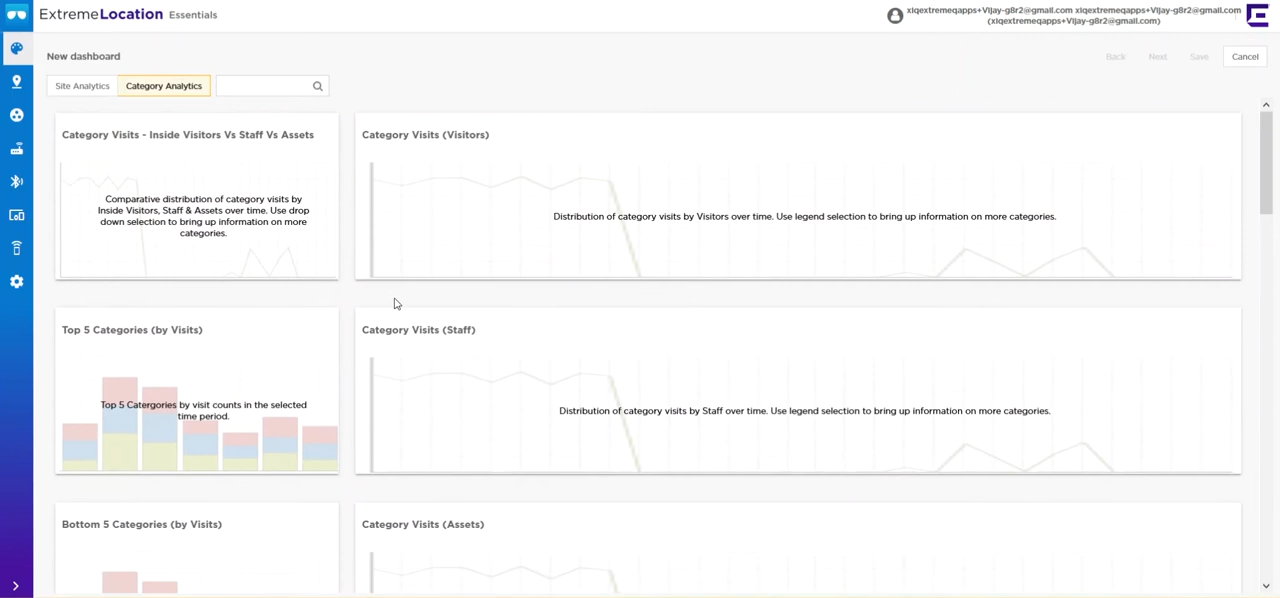 ExtremeLocation Essentials
xiqextremeqapps+Vijay-g8r2@gmail.com xiqextremeqapps+Vijay-g8r2@gmail.com
(xiqextremeqapps+Vijay-g8r2@gmail.com)
New dashboard
Back Next Save Cancel
Site Analytics Category Analytics
Category Visits - Inside Visitors Vs Staff Vs Assets
Comparative distribution of category visits by
Inside Visitors, Staff & Assets over time. Use drop
down selection to bring up information on more
categories.
Category Visits (Visitors)
Distribution of category visits by Visitors over time. Use legend selection to bring up information on more categories.
Top 5 Categories (by Visits)
Top 5 Catergories by visit counts in the selected
time period.
Category Visits (Staff)
Distribution of category visits by Staff over time. Use legend selection to bring up information on more categories.
Bottom 5 Categories (by Visits)
Category Visits (Assets)